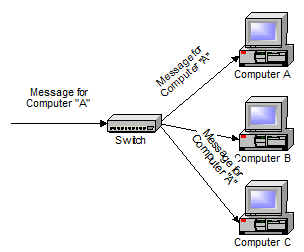 Message for
Computer "A"
Switch
Message for
Computer "A"
Computer A
Computer B
Message for
Computer "A"
Computer C